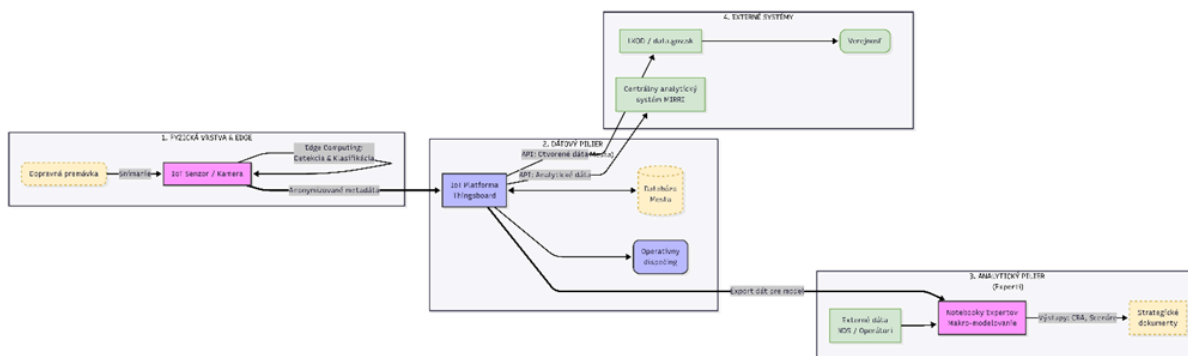 4. EXTERNÉ SYSTÉMY
Verejnosť
Centrálny analytický
systém MIRRI
1. FYZICKÁ VRSTVA & EDGE
Dopravná premávka
snímanie
IoT Senzor / Kamera
Edge Computing:
Detekcia & Klasifikácia
Anonymizované metadáta
2. DÁTOVÝ PILIER
API: Otvorené dáta
API: Analytické dáta
IoT Platforma
Thingsboard
Databáza
Mesta
Operatívny
dispečing
Export dát pre model
3. ANALYTICKÝ PILIER
(Experti)
Externé dáta
NDS / Operátori
Notebooky Expertov
Makro-modelovanie
Výstupy: CBA, Scenáre
Strategické
dokumenty